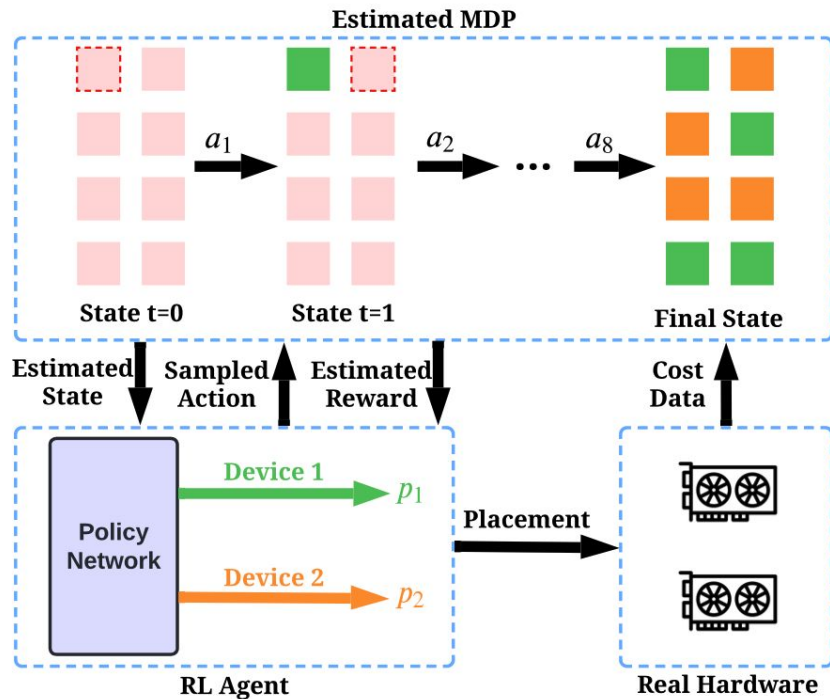 Estimated MDP
a₁
a₂
...
a₈
State t=0
State t=1
Final State
Estimated
State
Sampled
Action
Estimated
Reward
Cost
Data
Policy
Network
Device 1
p₁
Device 2
p₂
Placement
RL Agent
Real Hardware